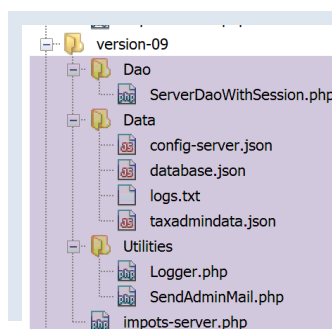 version-09
Dao
ServerDaoWithSession.php
Data
config-server.json
database.json
logs.txt
taxadmindata.json
Utilities
Logger.php
SendAdminMail.php
impots-server.php